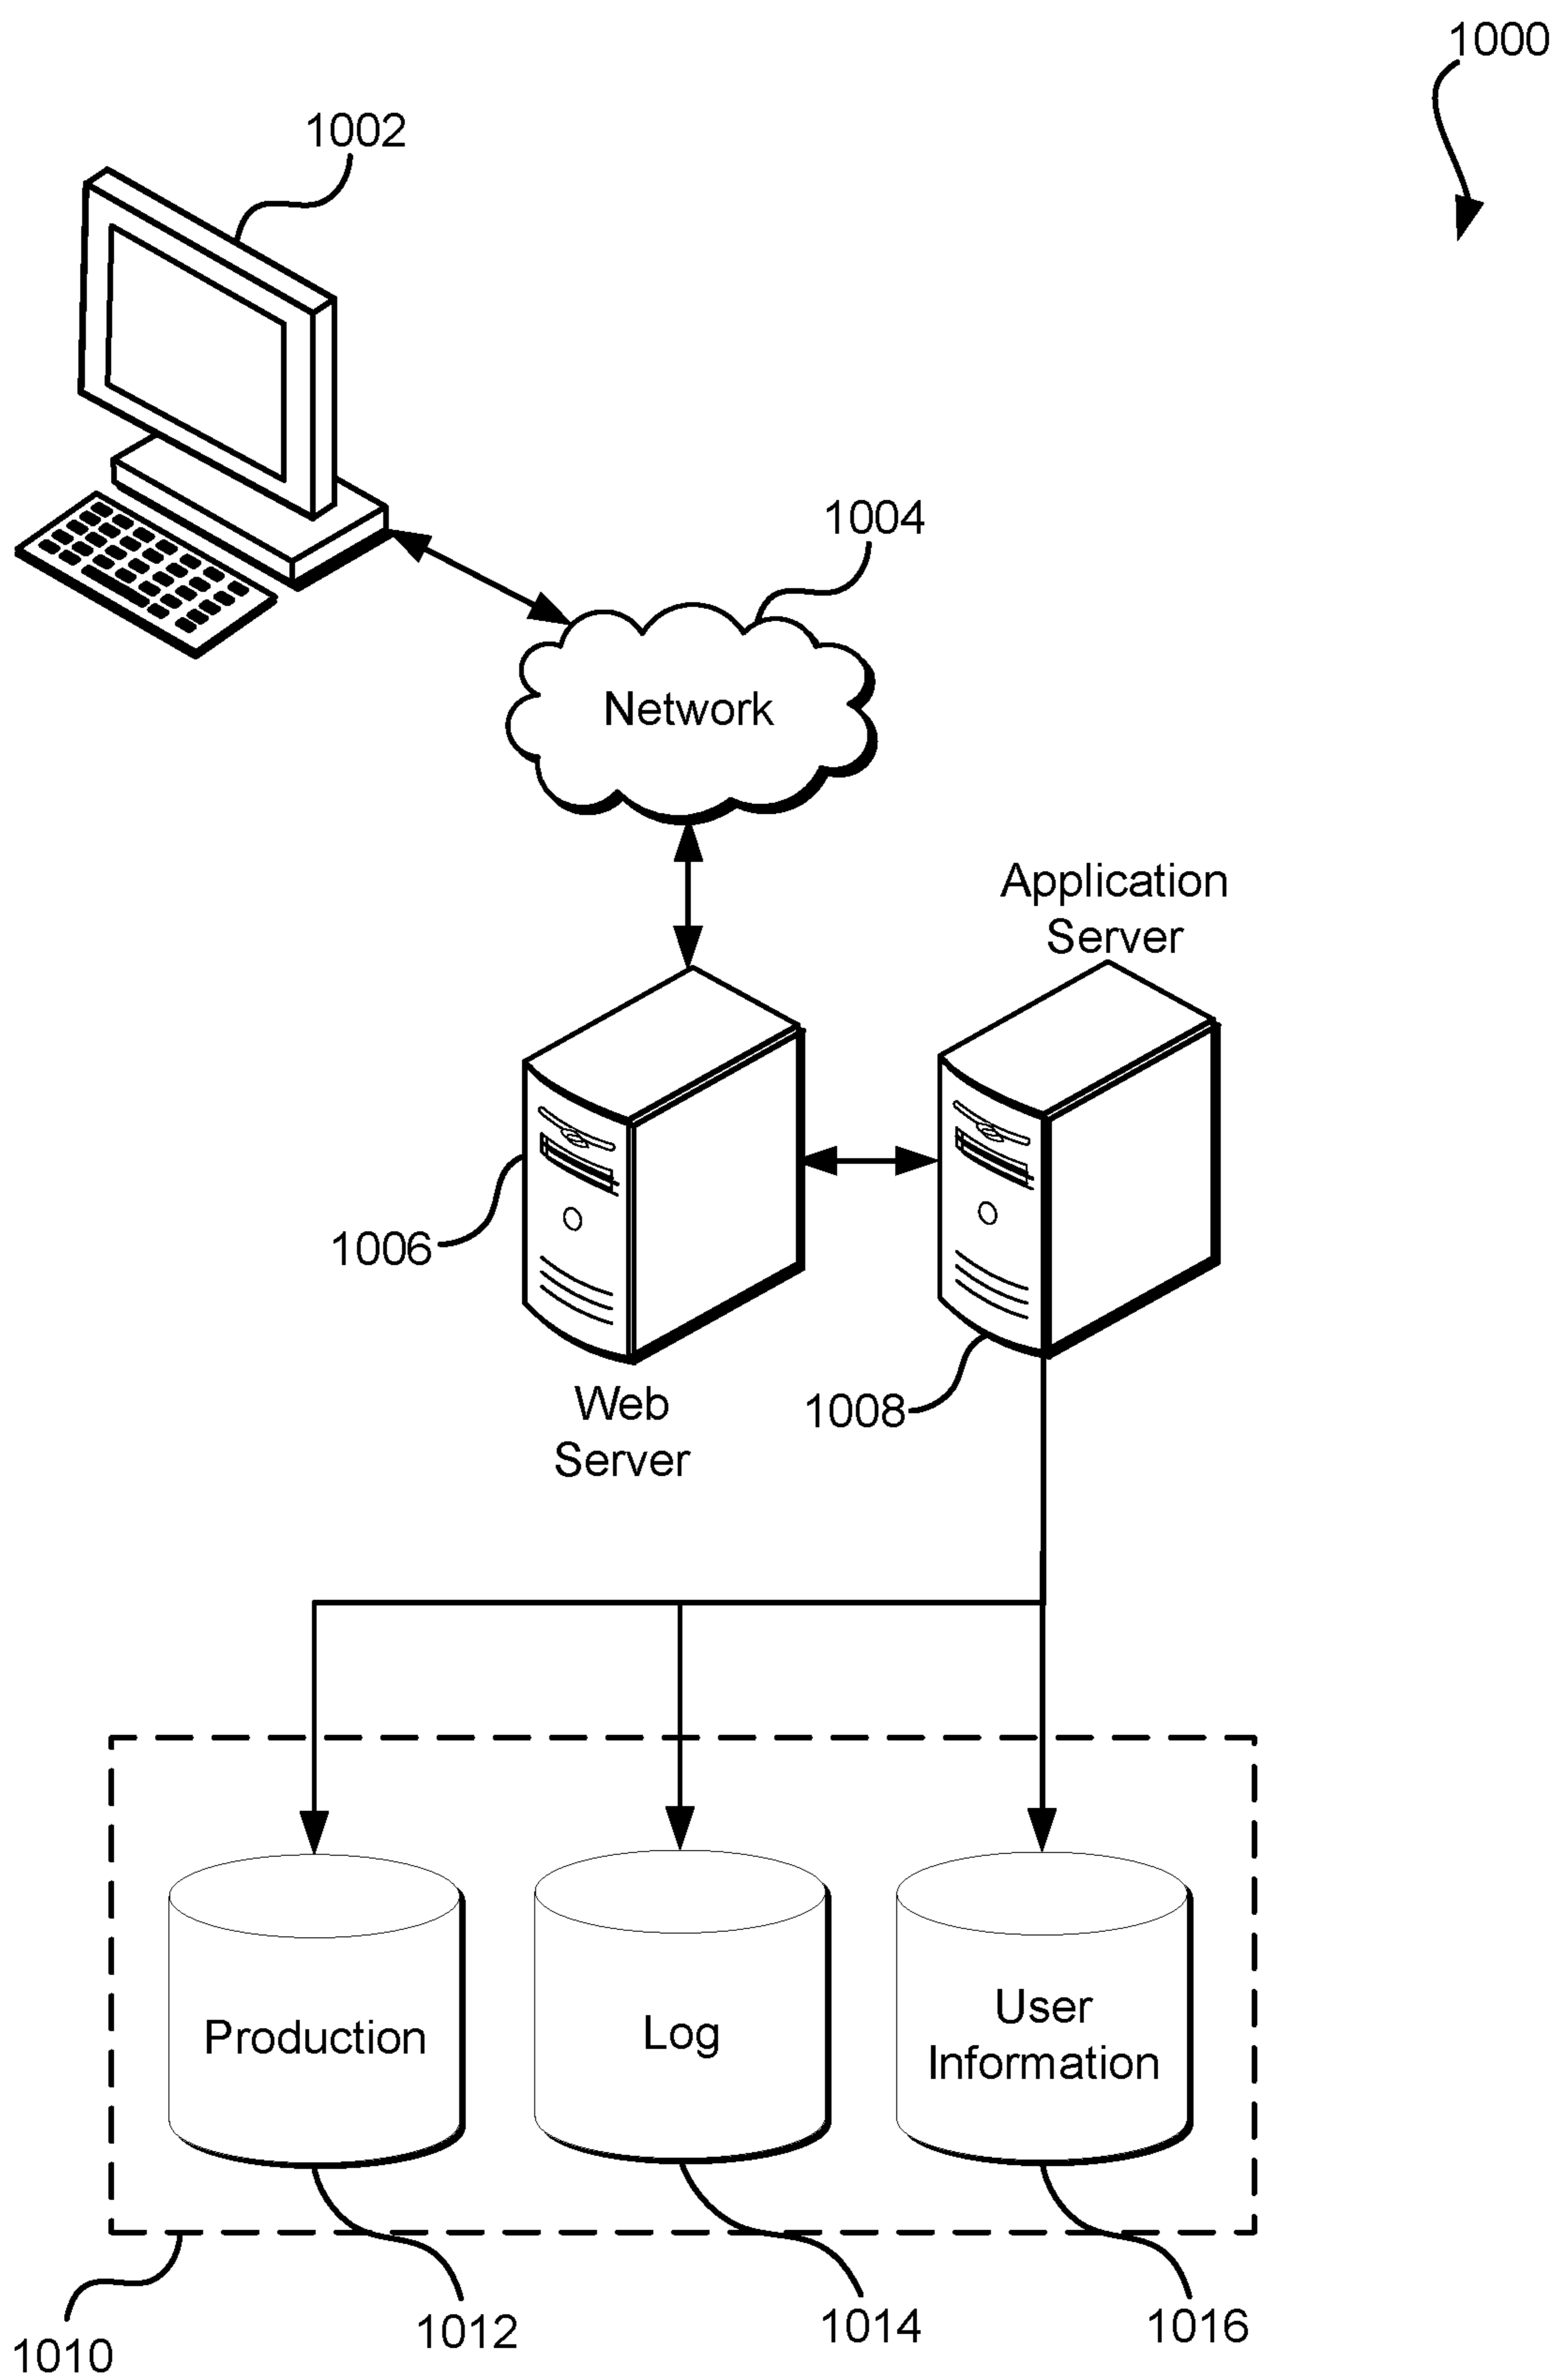 1000
1002
1004
Network
Application
Server
1006
1008
Web
Server
Production
Log
User
Information
1010
1012
1014
1016